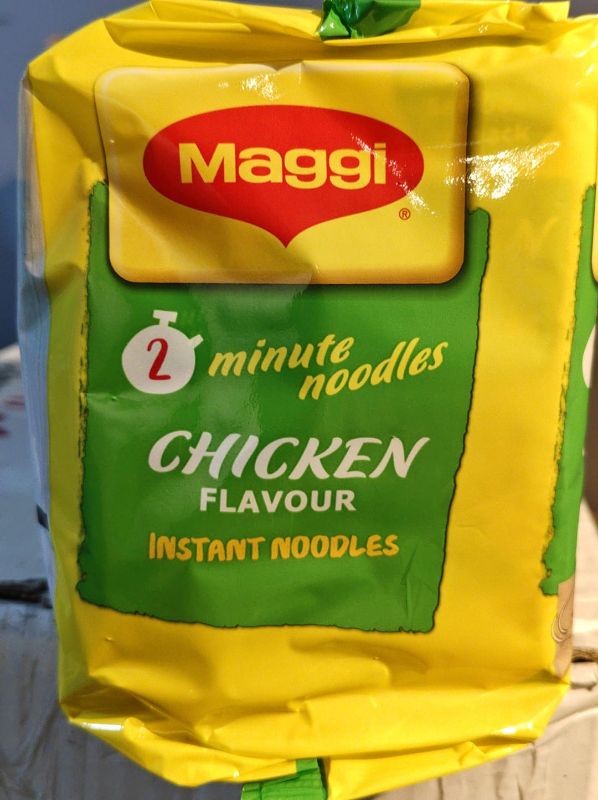 Maggi
®
2 minute
noodles
CHICKEN
FLAVOUR
INSTANT NOODLES